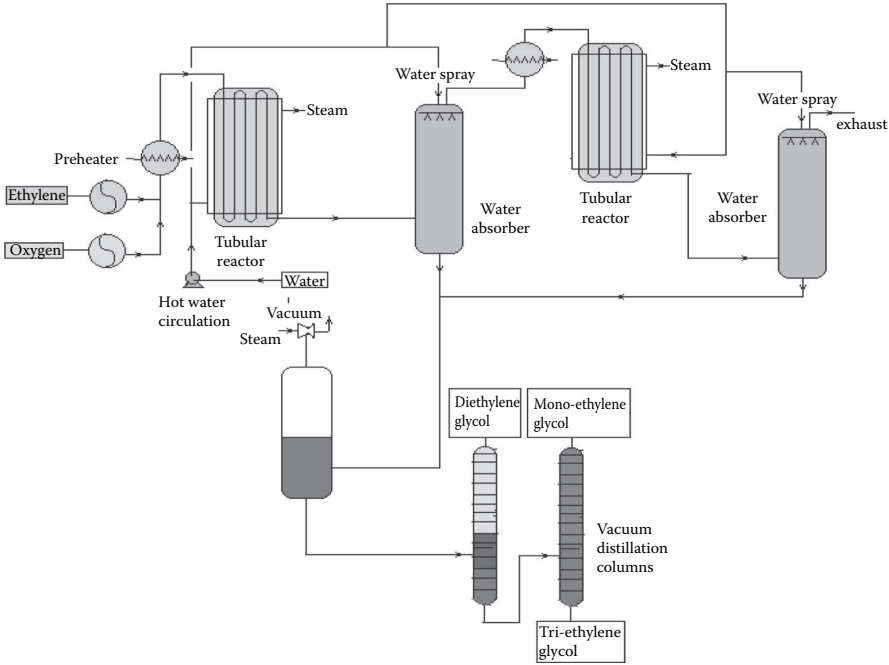 Water spray
Steam
Water spray
exhaust
Steam
Preheater
Ethylene
Oxygen
Tubular
reactor
Water
absorber
Tubular
reactor
Water
absorber
Water
Hot water
circulation
Vacuum
Steam
Diethylene
glycol
Mono-ethylene
glycol
Vacuum
distillation
columns
Tri-ethylene
glycol